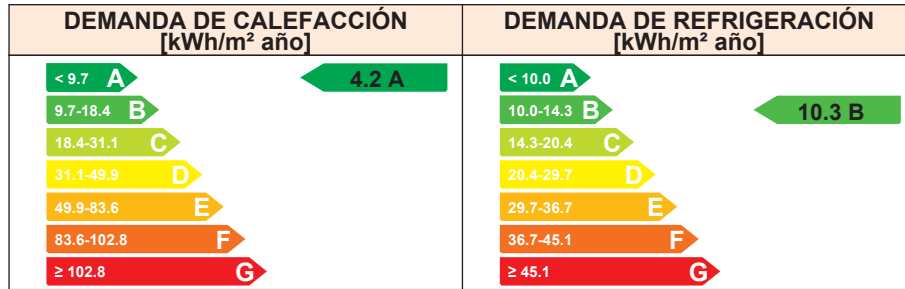 DEMANDA DE CALEFACCIÓN
[kWh/m² año]
< 9.7 A
4.2 A
9.7-18.4 B
18.4-31.1 C
31.1-49.9 D
49.9-83.6 E
83.6-102.8 F
≥ 102.8 G
DEMANDA DE REFRIGERACIÓN
[kWh/m² año]
< 10.0 A
10.0-14.3 B
10.3 B
14.3-20.4 C
20.4-29.7 D
29.7-36.7 E
36.7-45.1 F
≥ 45.1 G